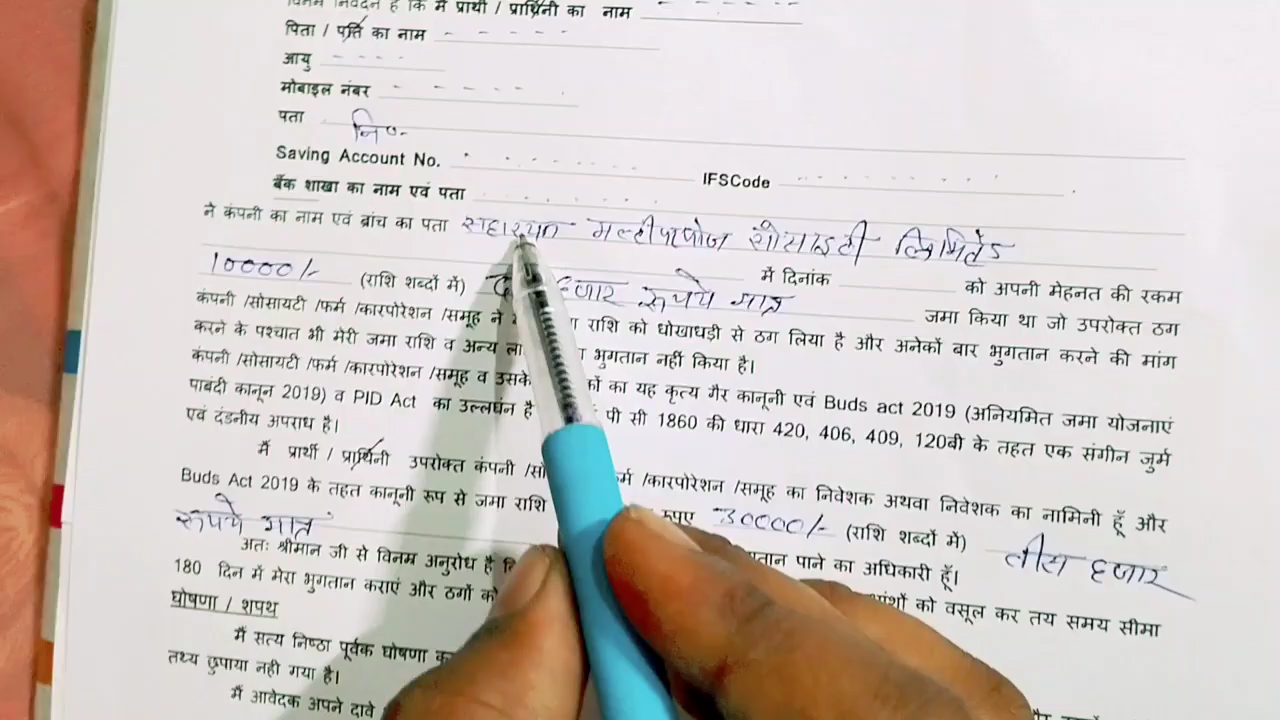 विनम्र निवेदन है कि मैं प्रार्थी / प्रार्थिनी का नाम
पिता / पति का नाम
आयु
मोबाइल नंबर
पता नि०-
Saving Account No. IFSCode
बैंक शाखा का नाम एवं पता
ने कंपनी का नाम एवं ब्रांच का पता सहारयन मल्टीपरपोज सोसाइटी लिमिटेड
में दिनांक को अपनी मेहनत की रकम
10000/- (राशि शब्दों में) हजार रूपये मात्र जमा किया था जो उपरोक्त ठग
कंपनी /सोसायटी /फर्म /कारपोरेशन /समूह ने राशि को धोखाधड़ी से ठग लिया है और अनेकों बार भुगतान करने की मांग
करने के पश्चात भी मेरी जमा राशि व अन्य भुगतान नहीं किया है।
कंपनी /सोसायटी /फर्म /कारपोरेशन /समूह व उसके का यह कृत्य गैर कानूनी एवं Buds act 2019 (अनियमित जमा योजनाएं
पाबंदी कानून 2019) व PID Act का उल्लघंन है पी सी 1860 की धारा 420, 406, 409, 120बी के तहत एक संगीन जुर्म
एवं दंडनीय अपराध है।
मैं प्रार्थी / प्रार्थिनी उपरोक्त कंपनी /कारपोरेशन /समूह का निवेशक अथवा निवेशक का नामिनी हूँ और
Buds Act 2019 के तहत कानूनी रूप से जमा राशि रूपए 30000/- (राशि शब्दों में) तीस हजार
रूपये मात्र पाने का अधिकारी हूँ।
अतः श्रीमान जी से विनम अनुरोध है को वसूल कर तय समय सीमा
180 दिन में मेरा भुगतान कराएं और ठगों को
घोषणा / शपथ
मैं सत्य निष्ठा पूर्वक घोषणा
तथ्य छुपाया नही गया है।
मैं आवेदक अपने दावे